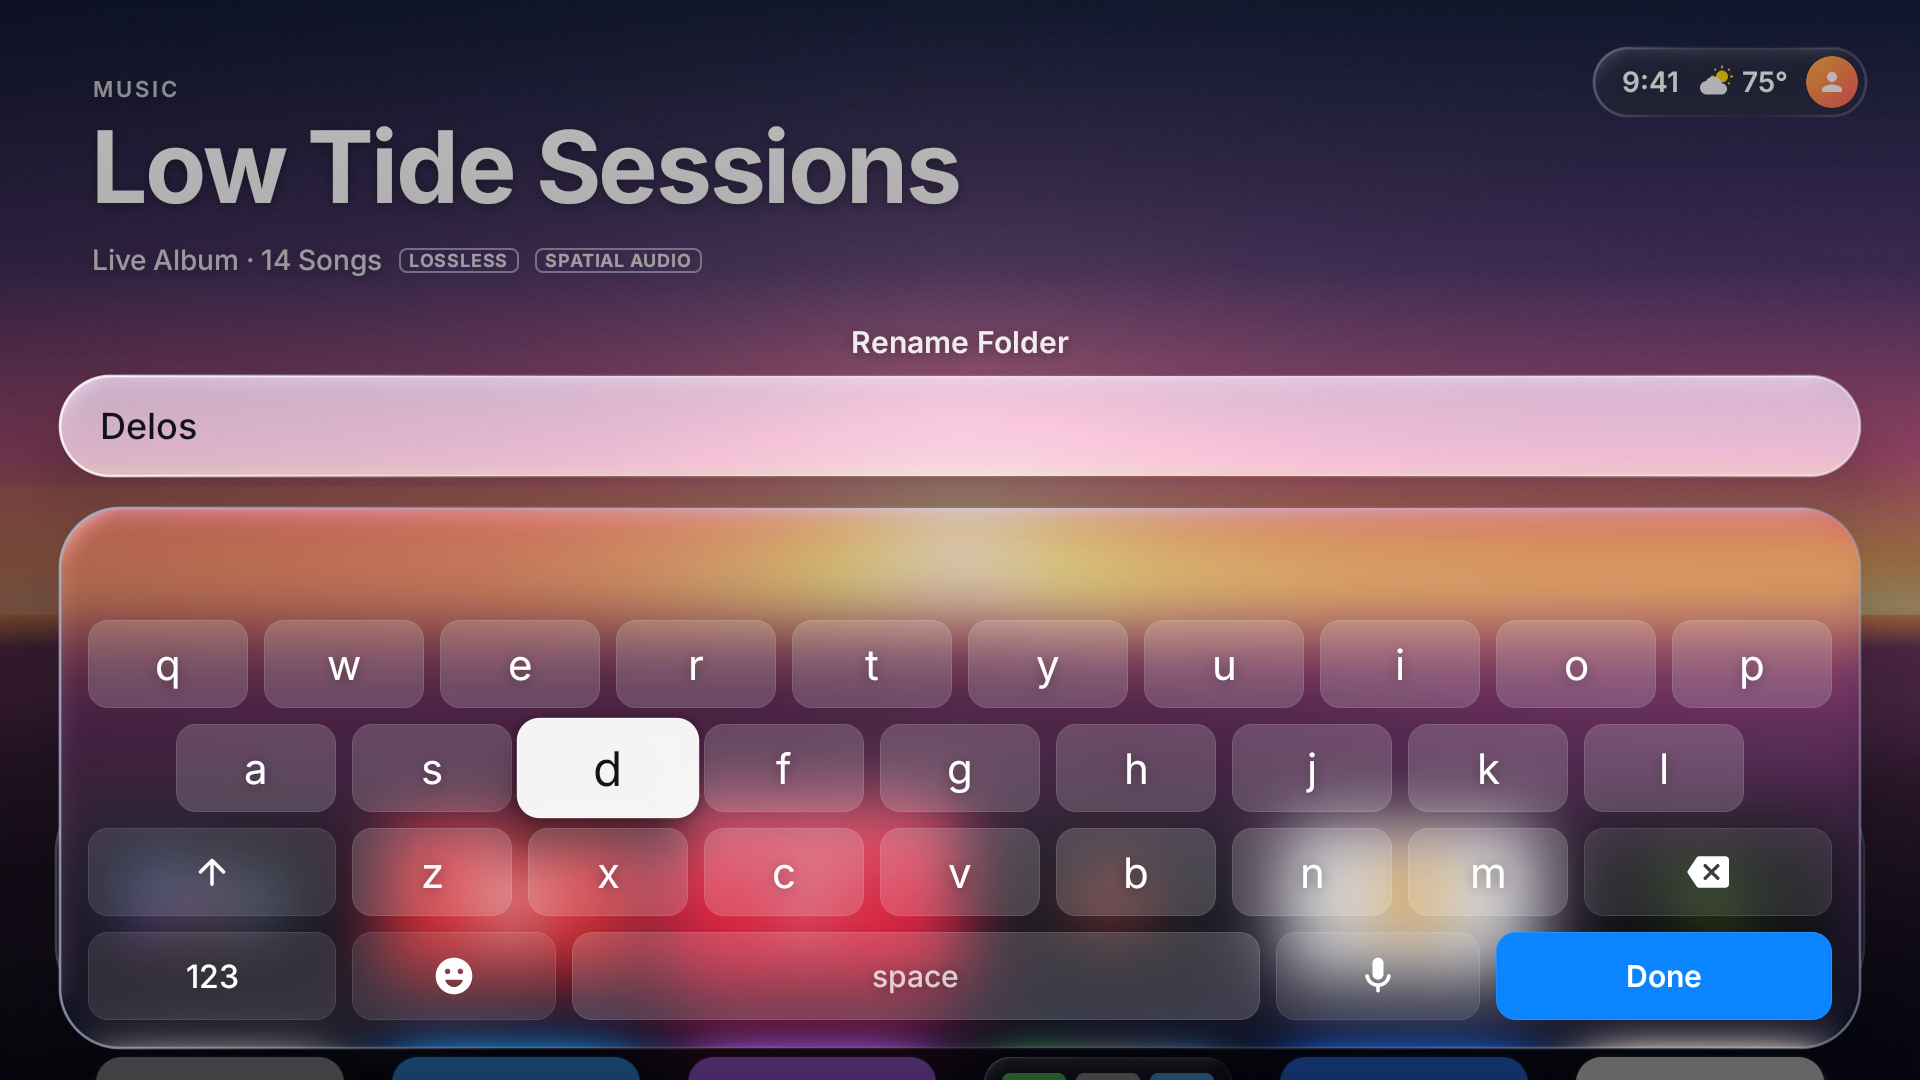 MUSIC
9:41 75°
Low Tide Sessions
Live Album · 14 Songs LOSSLESS SPATIAL AUDIO
Rename Folder
Delos
q w e r t y u i o p
a s d f g h j k l
z x c v b n m
123 space Done